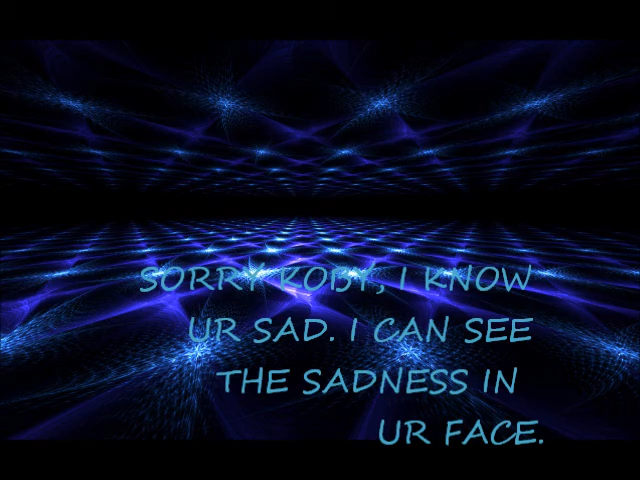 SORRY KOBY, I KNOW
UR SAD. I CAN SEE
THE SADNESS IN
UR FACE.